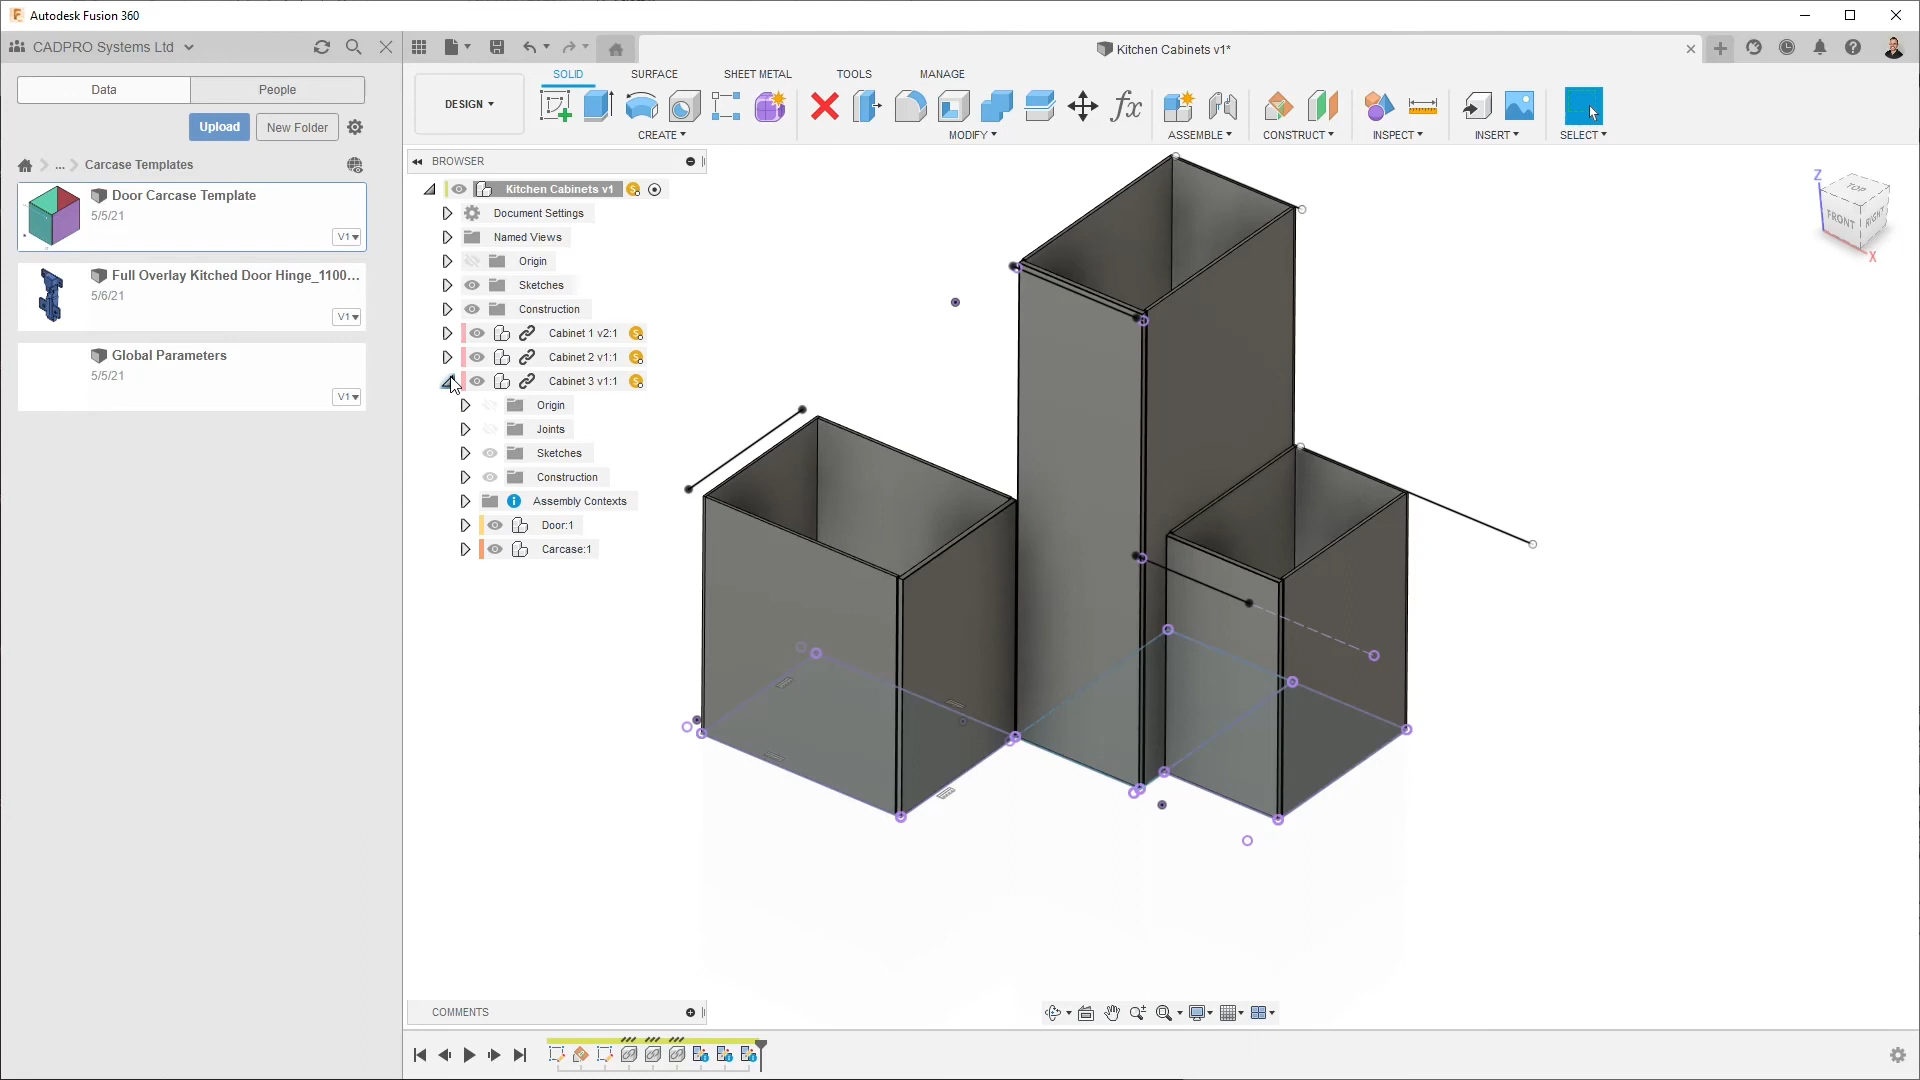 Autodesk Fusion 360
CADPRO Systems Ltd
Kitchen Cabinets v1*
Data
People
Upload
New Folder
... Carcase Templates
Door Carcase Template
5/5/21
V1
Full Overlay Kitched Door Hinge_1100...
5/6/21
V1
Global Parameters
5/5/21
V1
DESIGN
SOLID
SURFACE
SHEET METAL
TOOLS
MANAGE
fx
CREATE
MODIFY
ASSEMBLE
CONSTRUCT
INSPECT
INSERT
SELECT
BROWSER
Kitchen Cabinets v1
Document Settings
Named Views
Origin
Sketches
Construction
Cabinet 1 v2:1
Cabinet 2 v1:1
Cabinet 3 v1:1
Origin
Joints
Sketches
Construction
Assembly Contexts
Door:1
Carcase:1
Z
TOP
FRONT
RIGHT
X
COMMENTS